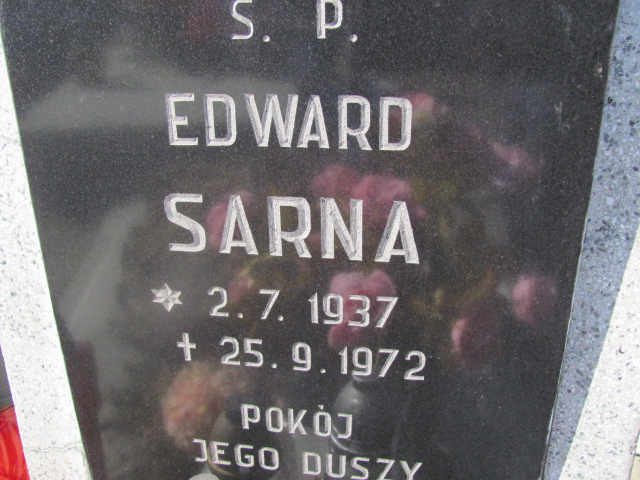 S. P.
EDWARD
SARNA
2.7.1937
✝ 25.9.1972
POKÓJ
JEGO DUSZY